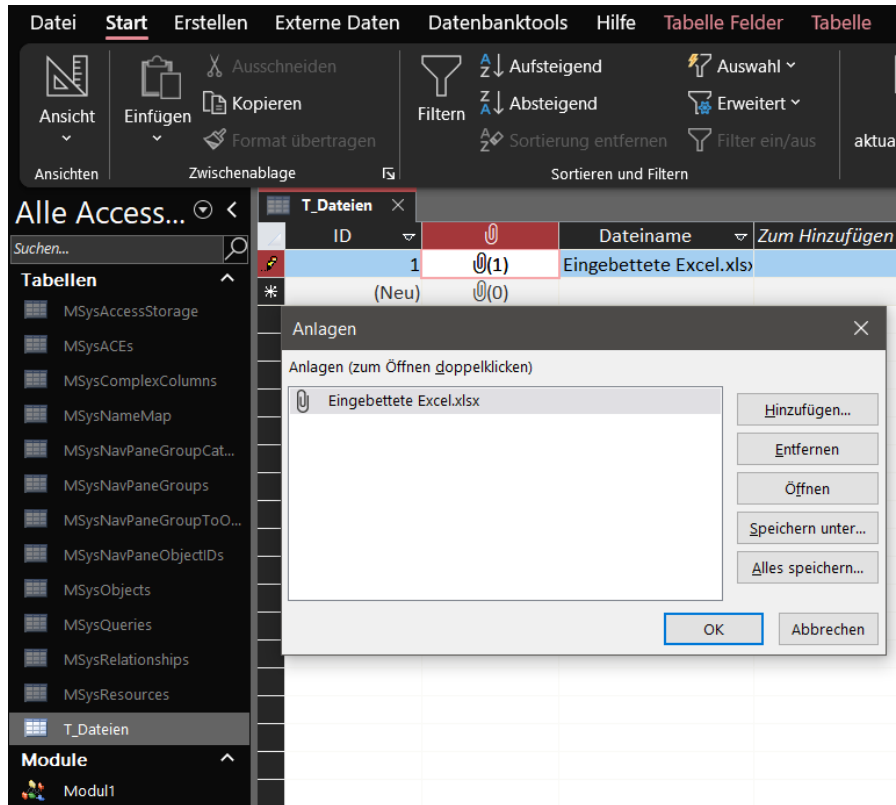 Datei Start Erstellen Externe Daten Datenbanktools Hilfe Tabelle Felder Tabelle
Ansicht
Ansichten
Einfügen
Ausschneiden
Kopieren
Format übertragen
Zwischenablage
Filtern
Aufsteigend
Absteigend
Sortierung entfernen
Auswahl
Erweitert
Filter ein/aus
Sortieren und Filtern
aktua
Alle Access...
Suchen...
Tabellen
MSysAccessStorage
MSysACEs
MSysComplexColumns
MSysNameMap
MSysNavPaneGroupCat...
MSysNavPaneGroups
MSysNavPaneGroupToO...
MSysNavPaneObjectIDs
MSysObjects
MSysQueries
MSysRelationships
MSysResources
T_Dateien
Module
Modul1
T_Dateien
ID Dateiname Zum Hinzufügen
1 (1) Eingebettete Excel.xlsx
(Neu) (0)
Anlagen
Anlagen (zum Öffnen doppelklicken)
Eingebettete Excel.xlsx
Hinzufügen...
Entfernen
Öffnen
Speichern unter...
Alles speichern...
OK Abbrechen